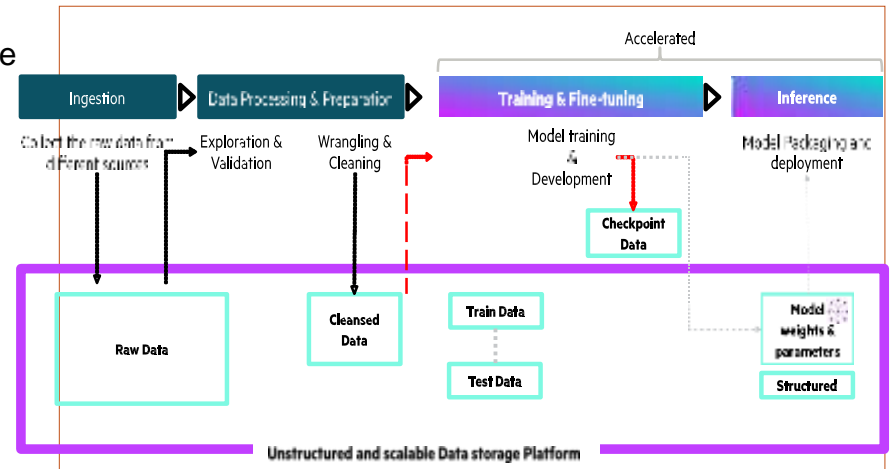 e
Accelerated
Ingestion
Data Processing & Preparation
Training & Fine-tuning
Inference
Collect the raw data from
different sources
Exploration &
Validation
Wrangling &
Cleaning
Model training
&
Development
Model Packaging and
deployment
Checkpoint
Data
Raw Data
Cleansed
Data
Train Data
Test Data
Model
weights &
parameters
Structured
Unstructured and scalable Data storage Platform